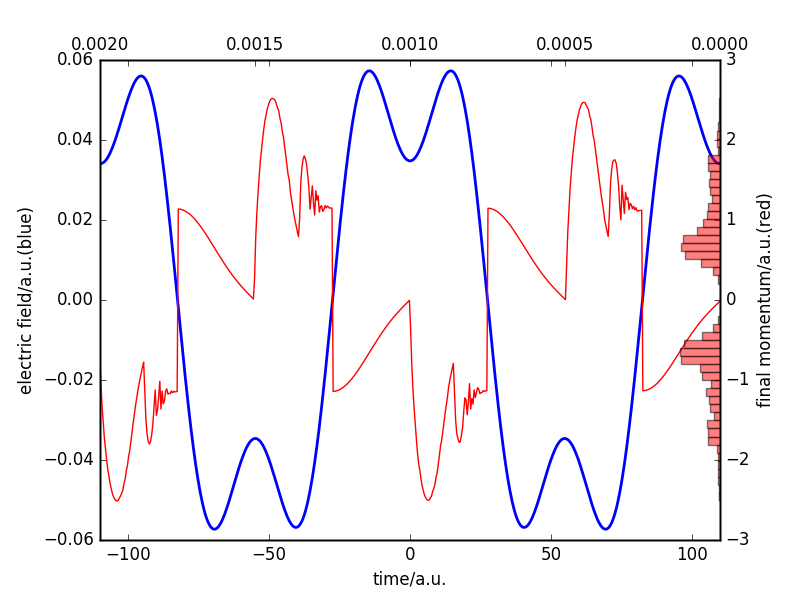 0.0020 0.0015 0.0010 0.0005 0.0000
0.06 3
0.04 2
0.02 1
0.00 0
−0.02 −1
−0.04 −2
−0.06 −3
electric field/a.u.(blue)
final momentum/a.u.(red)
−100 −50 0 50 100
time/a.u.